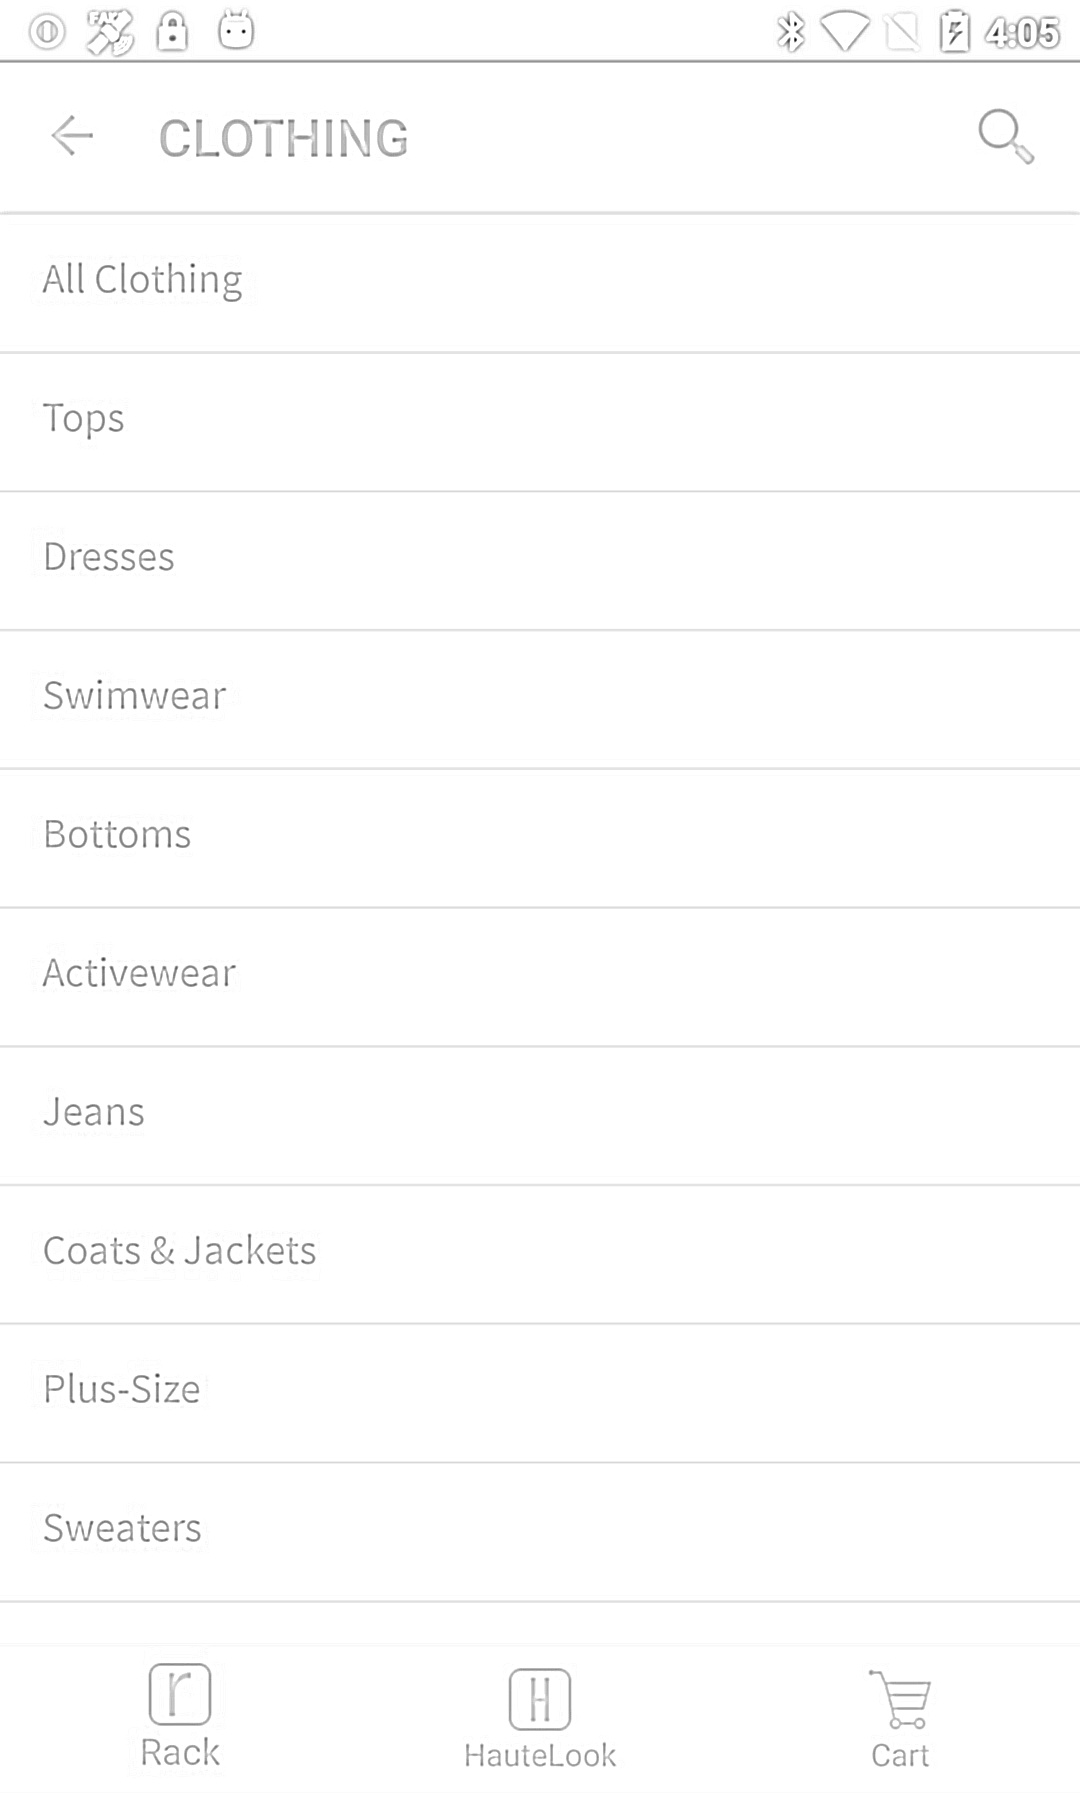 4:05
CLOTHING
All Clothing
Tops
Dresses
Swimwear
Bottoms
Activewear
Jeans
Coats & Jackets
Plus-Size
Sweaters
r
H
Rack
HauteLook
Cart